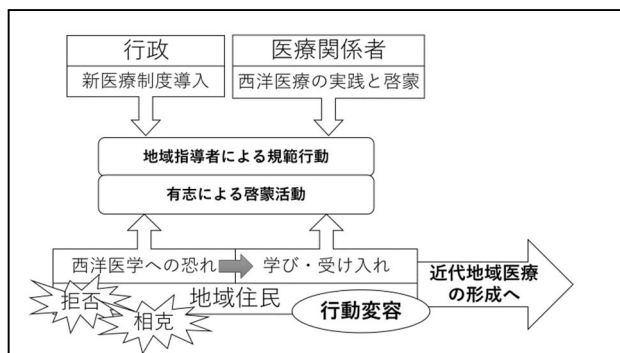 行政
新医療制度導入
医療関係者
西洋医療の実践と啓蒙
地域指導者による規範行動
有志による啓蒙活動
西洋医学への恐れ
学び・受け入れ
地域住民
拒否
相克
行動変容
近代地域医療
の形成へ